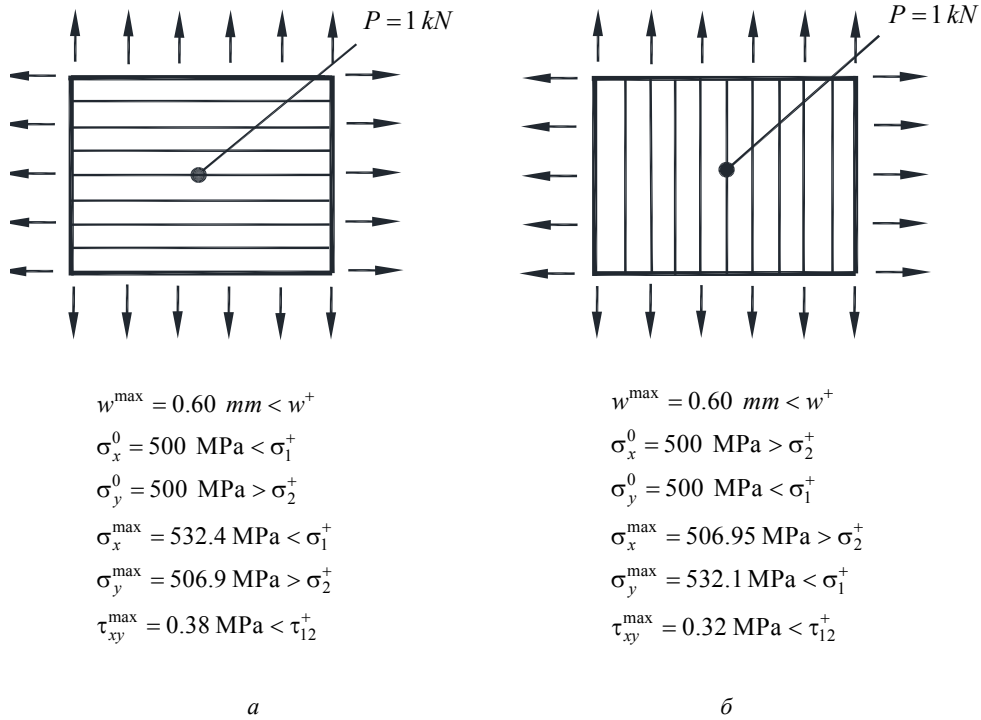 P = 1 kN
w^max = 0.60 mm < w^+
σ_x^0 = 500 MPa < σ_1^+
σ_y^0 = 500 MPa > σ_2^+
σ_x^max = 532.4 MPa < σ_1^+
σ_y^max = 506.9 MPa > σ_2^+
τ_xy^max = 0.38 MPa < τ_12^+
а
P = 1 kN
w^max = 0.60 mm < w^+
σ_x^0 = 500 MPa > σ_2^+
σ_y^0 = 500 MPa < σ_1^+
σ_x^max = 506.95 MPa > σ_2^+
σ_y^max = 532.1 MPa < σ_1^+
τ_xy^max = 0.32 MPa < τ_12^+
б